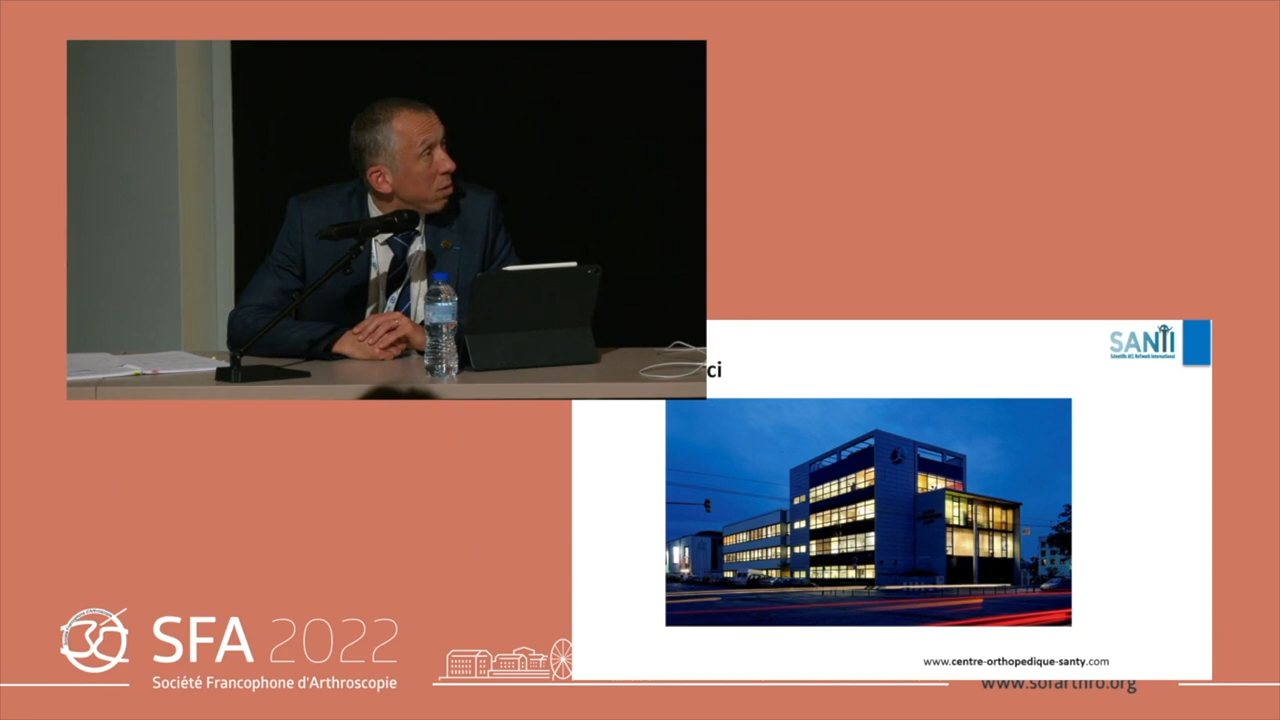 ci
SANTI
Scientific ACL NeTwork International
www.centre-orthopedique-santy.com
30
SFA 2022
Société Francophone d'Arthroscopie
www.sofarthro.org